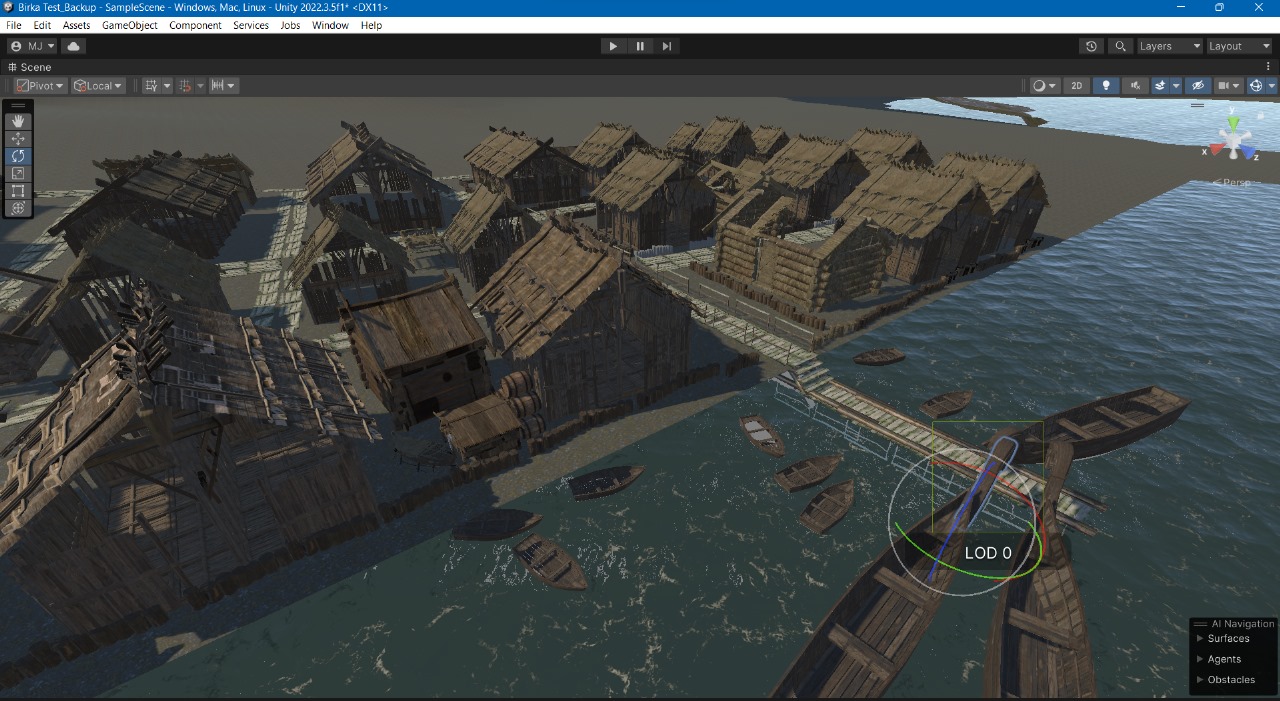 Birka Test_Backup - SampleScene - Windows, Mac, Linux - Unity 2022.3.5f1* <DX11>
File Edit Assets GameObject Component Services Jobs Window Help
MJ Layers Layout
Scene
Pivot Local 2D
y
x z
<Persp
LOD 0
AI Navigation
Surfaces
Agents
Obstacles